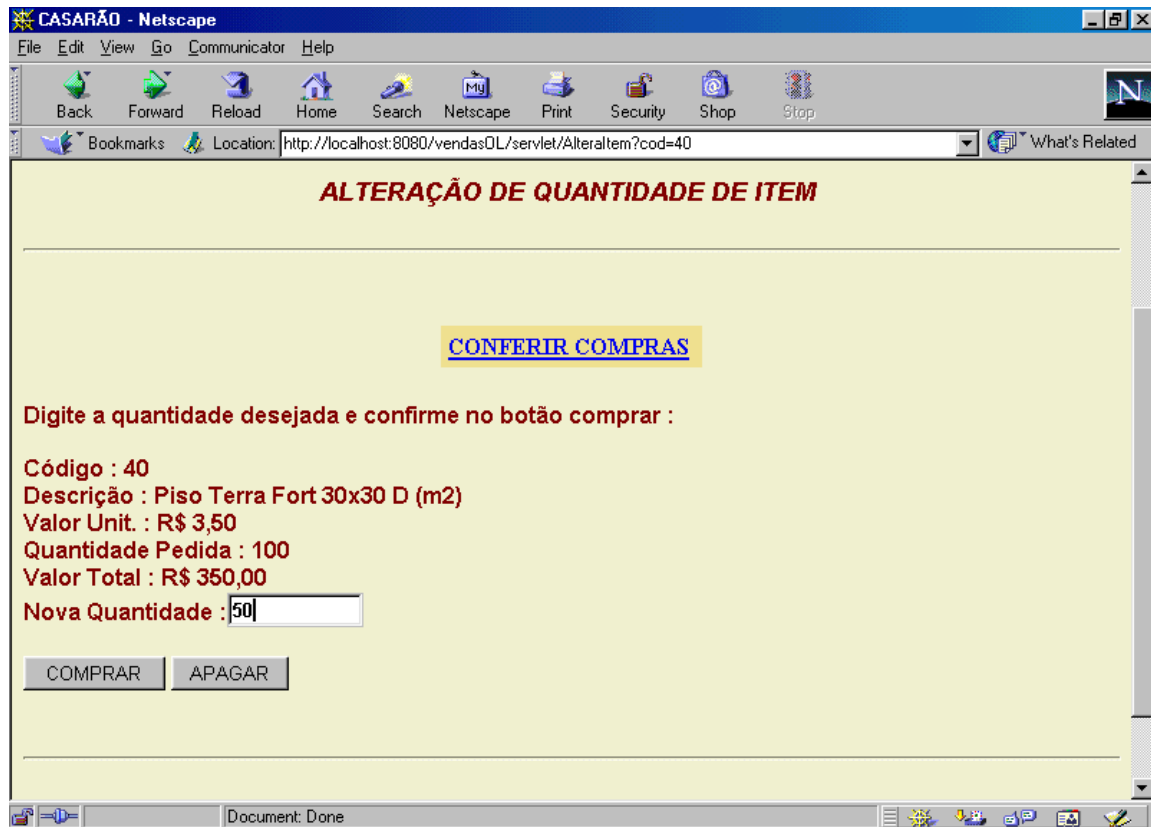 CASARÃO - Netscape
File Edit View Go Communicator Help
My
N
Back Forward Reload Home Search Netscape Print Security Shop Stop
Bookmarks Location: http://localhost:8080/vendasOL/servlet/AlteraItem?cod=40 What's Related
ALTERAÇÃO DE QUANTIDADE DE ITEM
CONFERIR COMPRAS
Digite a quantidade desejada e confirme no botão comprar :
Código : 40
Descrição : Piso Terra Fort 30x30 D (m2)
Valor Unit. : R$ 3,50
Quantidade Pedida : 100
Valor Total : R$ 350,00
Nova Quantidade : 50
COMPRAR APAGAR
Document: Done